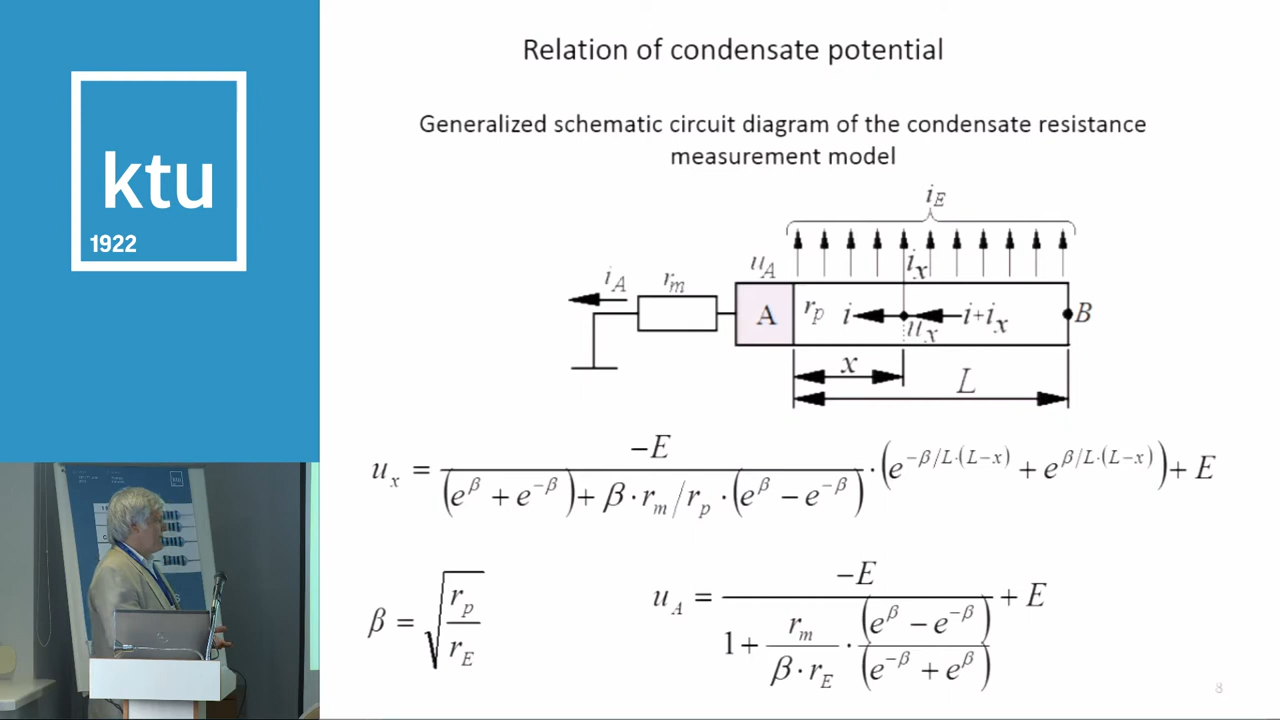 Relation of condensate potential
ktu
1922
Generalized schematic circuit diagram of the condensate resistance
measurement model
i_E
i_A r_m u_A i_x
A r_p i u_x i+i_x B
x
L
u_x = −E / ((e^β + e^−β) + β · r_m/r_p · (e^β − e^−β)) · (e^(−β/L·(L−x)) + e^(β/L·(L−x))) + E
β = √(r_p / r_E)
u_A = −E / (1 + r_m / (β · r_E) · (e^β − e^−β) / (e^−β + e^β)) + E
8